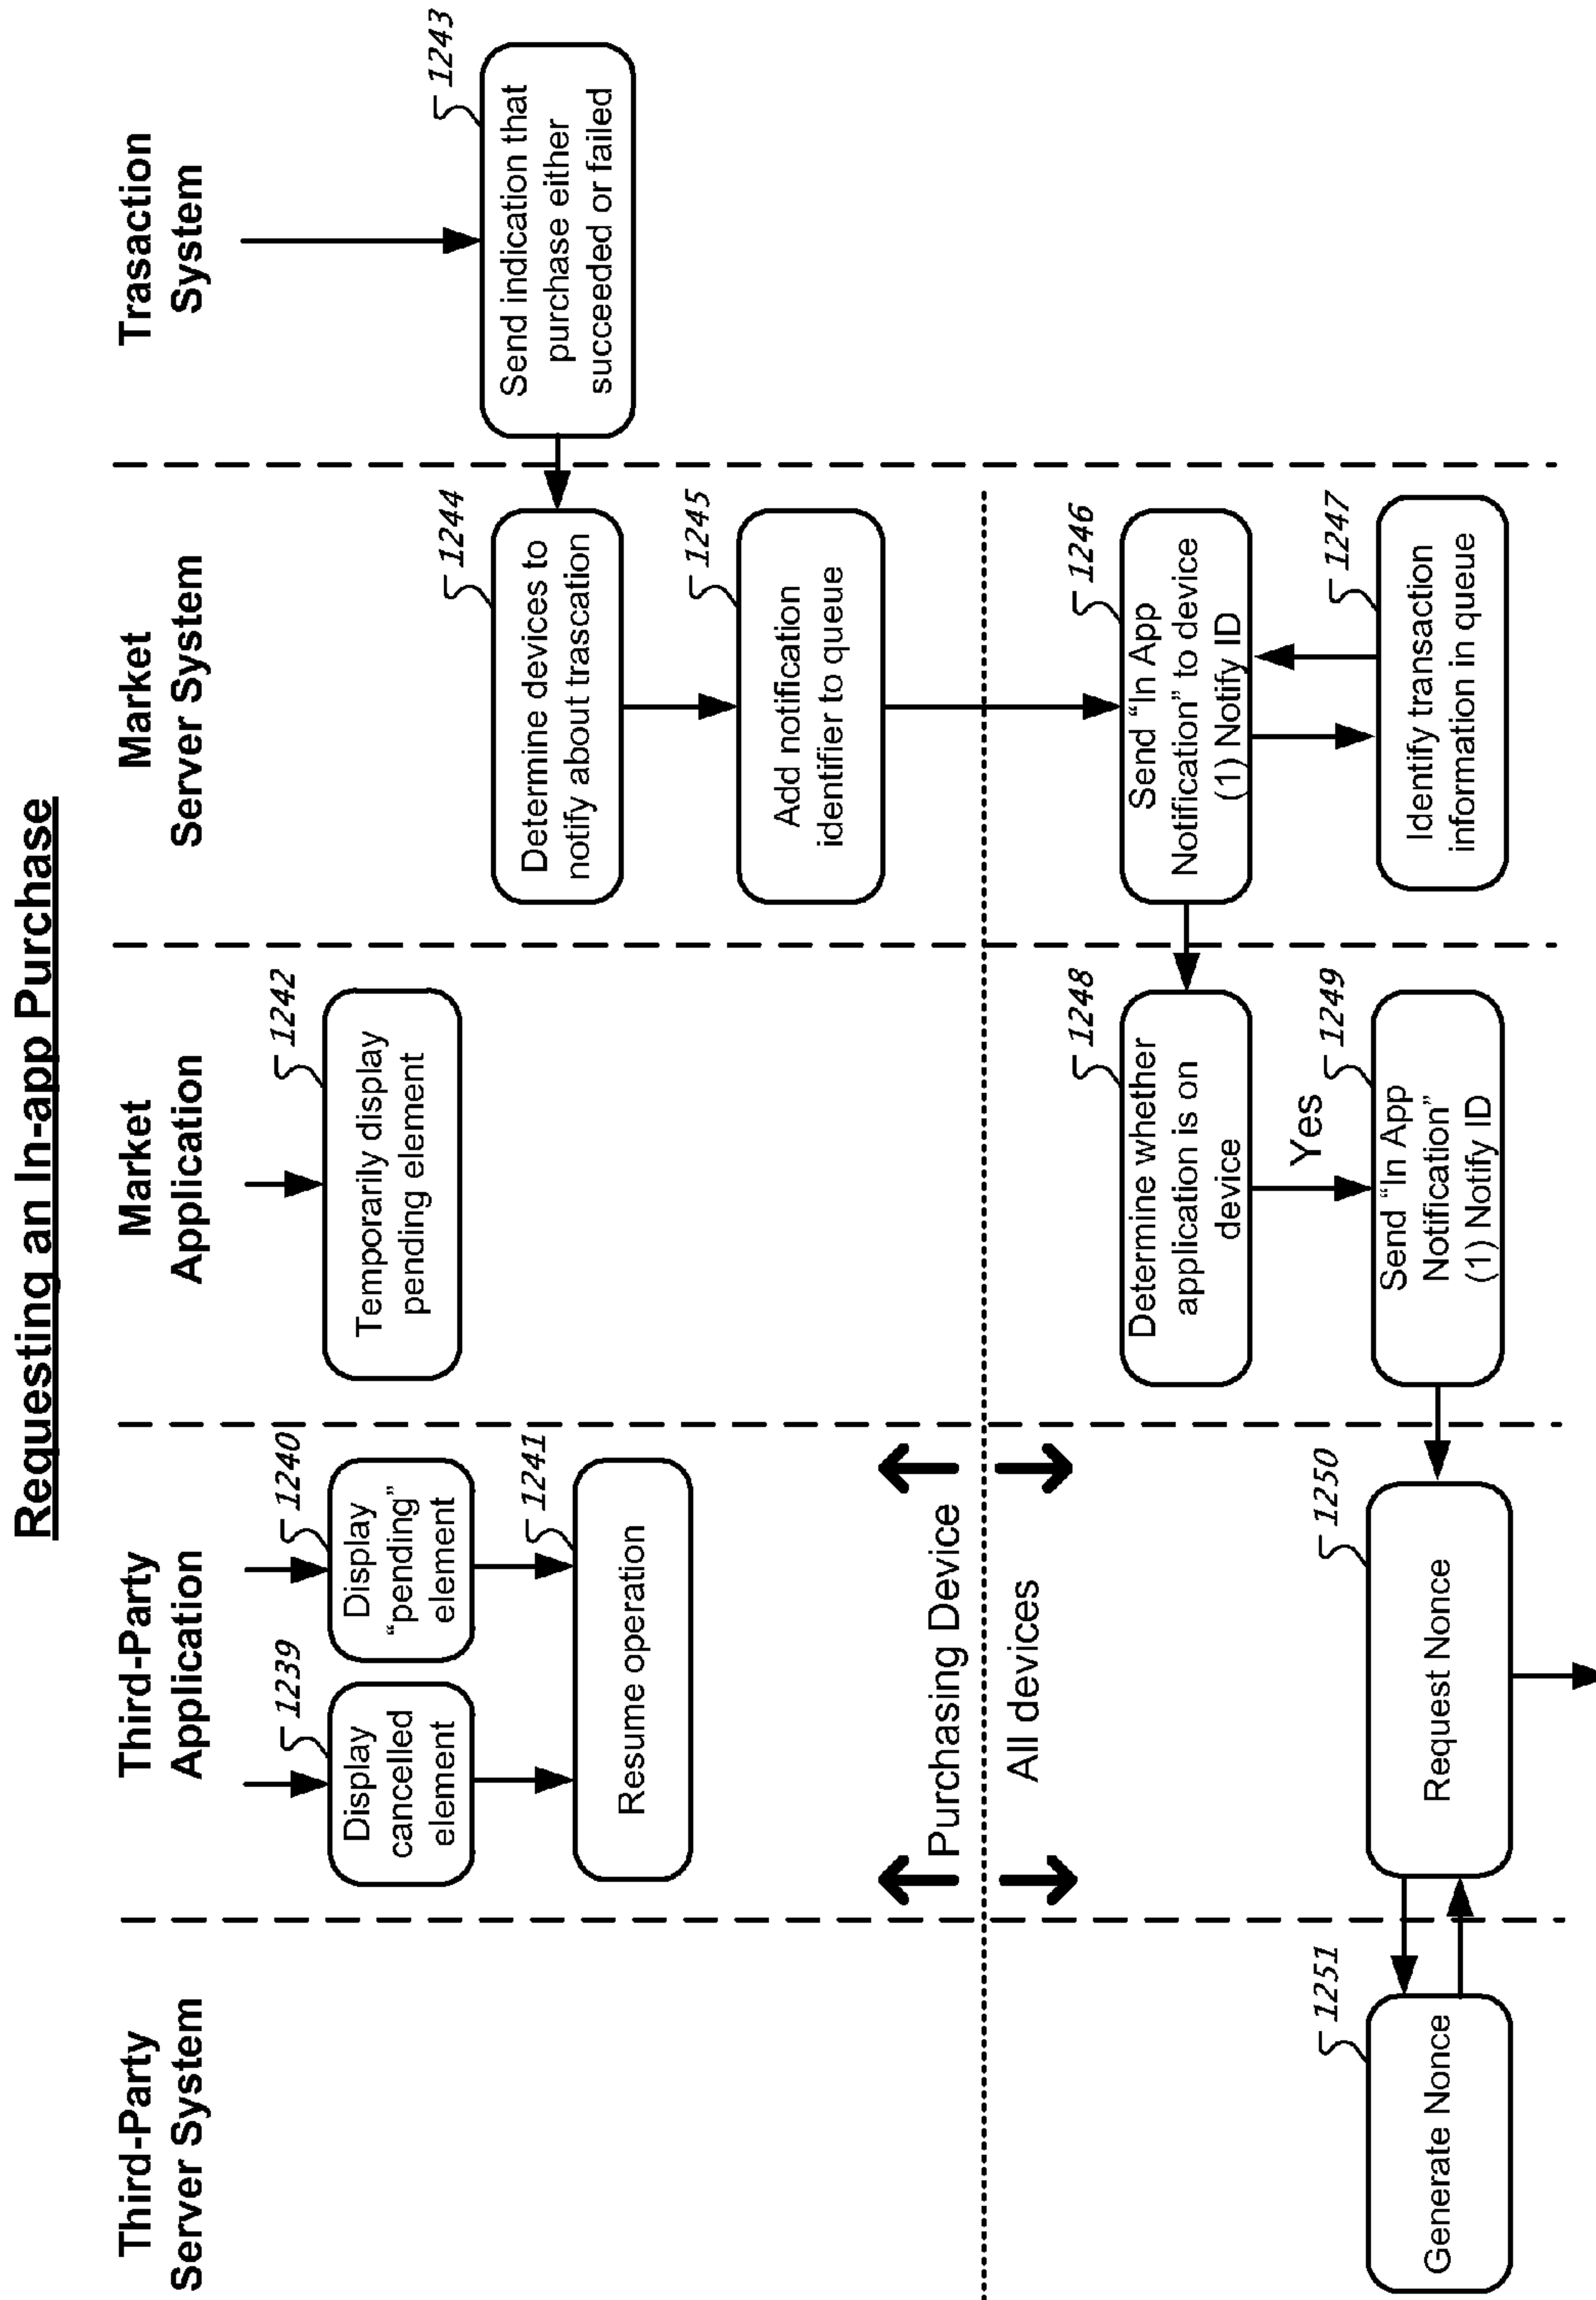 Requesting an In-app Purchase
Third-Party
Server System
Third-Party
Application
Market
Application
Market
Server System
Trasaction
System
1239
Display
cancelled
element
1240
Display
“pending”
element
1241
Resume operation
1242
Temporarily display
pending element
1243
Send indication that
purchase either
succeeded or failed
1244
Determine devices to
notify about trascation
1245
Add notification
identifier to queue
Purchasing Device
All devices
1246
Send “In App
Notification” to device
(1) Notify ID
1247
Identify transaction
information in queue
1248
Determine whether
application is on
device
Yes
1249
Send “In App
Notification”
(1) Notify ID
1250
Request Nonce
1251
Generate Nonce